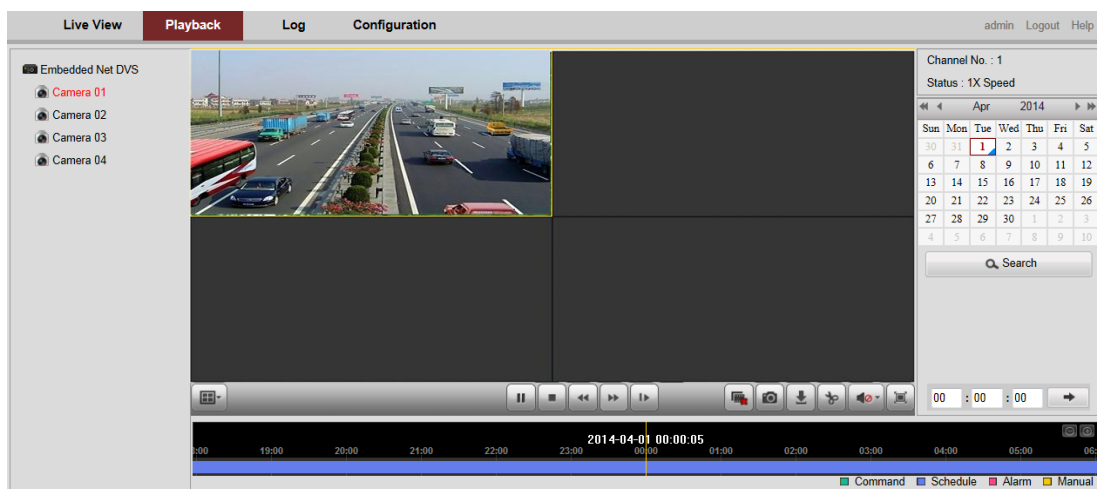 Live View Playback Log Configuration admin Logout Help
Embedded Net DVS
Camera 01
Camera 02
Camera 03
Camera 04
Channel No. : 1
Status : 1X Speed
Apr 2014
Sun Mon Tue Wed Thu Fri Sat
30 31 1 2 3 4 5
6 7 8 9 10 11 12
13 14 15 16 17 18 19
20 21 22 23 24 25 26
27 28 29 30 1 2 3
4 5 6 7 8 9 10
Search
00 : 00 : 00
2014-04-01 00:00:05
:00 19:00 20:00 21:00 22:00 23:00 00:00 01:00 02:00 03:00 04:00 05:00 06:
Command Schedule Alarm Manual